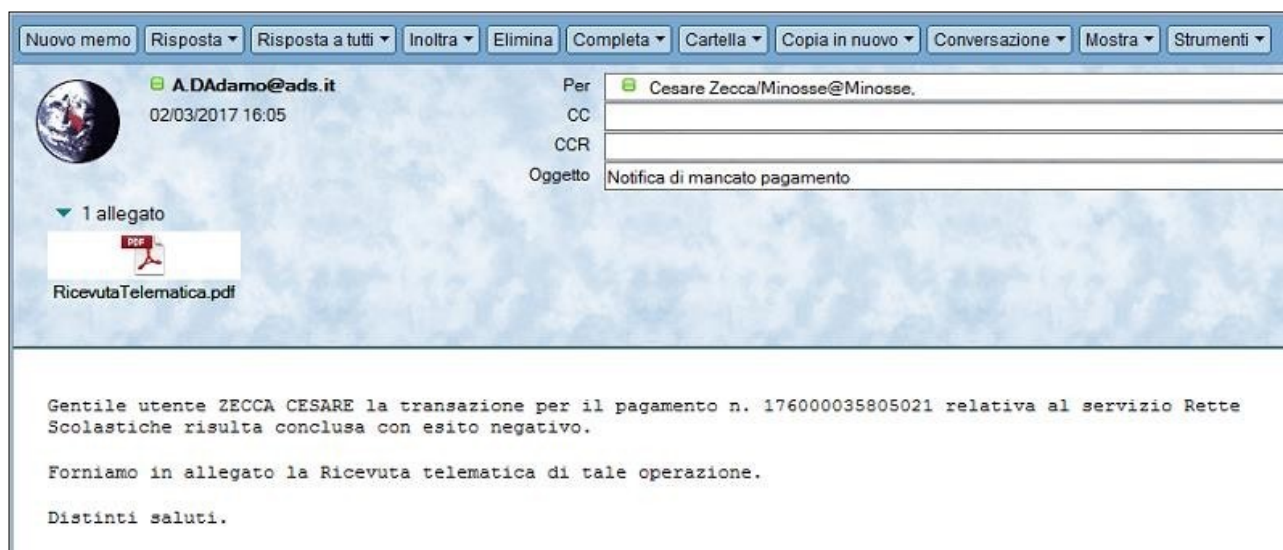 Nuovo memo Risposta Risposta a tutti Inoltra Elimina Completa Cartella Copia in nuovo Conversazione Mostra Strumenti
A.DAdamo@ads.it
02/03/2017 16:05
Per Cesare Zecca/Minosse@Minosse,
CC
CCR
Oggetto Notifica di mancato pagamento
1 allegato
PDF
RicevutaTelematica.pdf
Gentile utente ZECCA CESARE la transazione per il pagamento n. 176000035805021 relativa al servizio Rette
Scolastiche risulta conclusa con esito negativo.
Forniamo in allegato la Ricevuta telematica di tale operazione.
Distinti saluti.